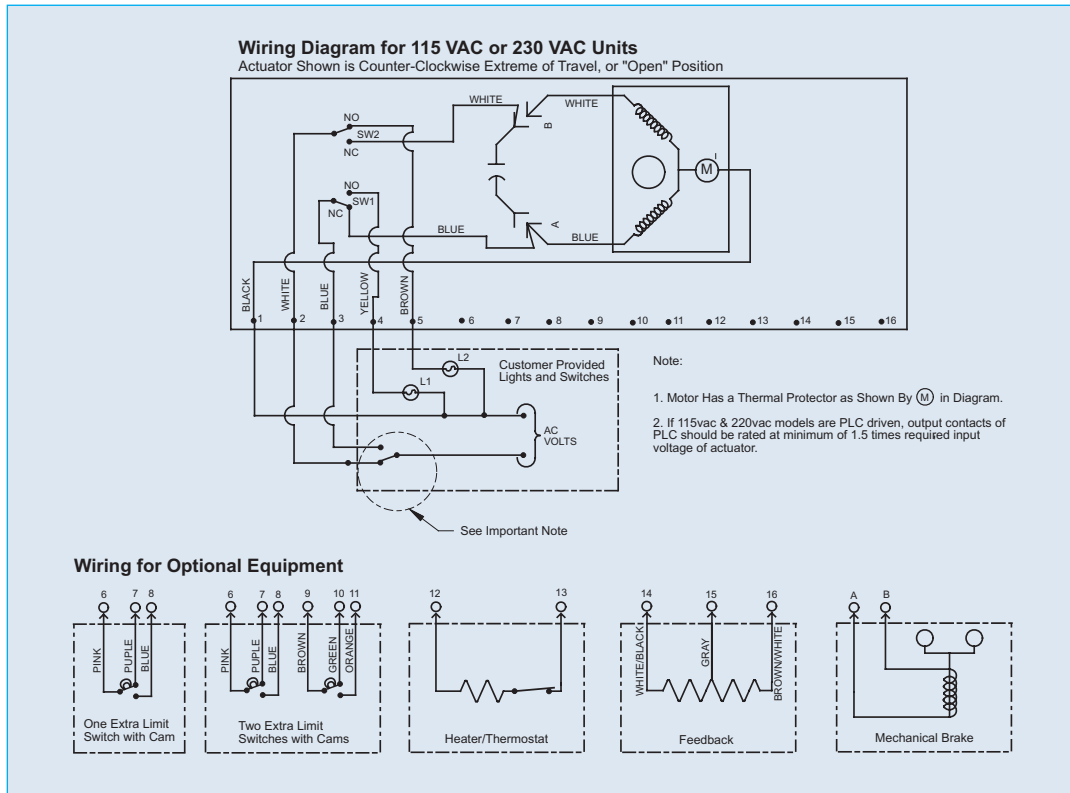 Wiring Diagram for 115 VAC or 230 VAC Units
Actuator Shown is Counter-Clockwise Extreme of Travel, or "Open" Position
WHITE
WHITE
NO
SW2
NC
B
I
M
NO
SW1
NC
A
BLUE
BLUE
BLACK
WHITE
BLUE
YELLOW
BROWN
1
2
3
4
5
6
7
8
9
10
11
12
13
14
15
16
L2
L1
Customer Provided
Lights and Switches
AC
VOLTS
See Important Note
Note:
1. Motor Has a Thermal Protector as Shown By M in Diagram.
2. If 115vac & 220vac models are PLC driven, output contacts of
PLC should be rated at minimum of 1.5 times required input
voltage of actuator.
Wiring for Optional Equipment
6
7
8
PINK
PUPLE
BLUE
One Extra Limit
Switch with Cam
6
7
8
9
10
11
PINK
PUPLE
BLUE
BROWN
GREEN
ORANGE
Two Extra Limit
Switches with Cams
12
13
Heater/Thermostat
14
15
16
WHITE/BLACK
GRAY
BROWN/WHITE
Feedback
A
B
Mechanical Brake